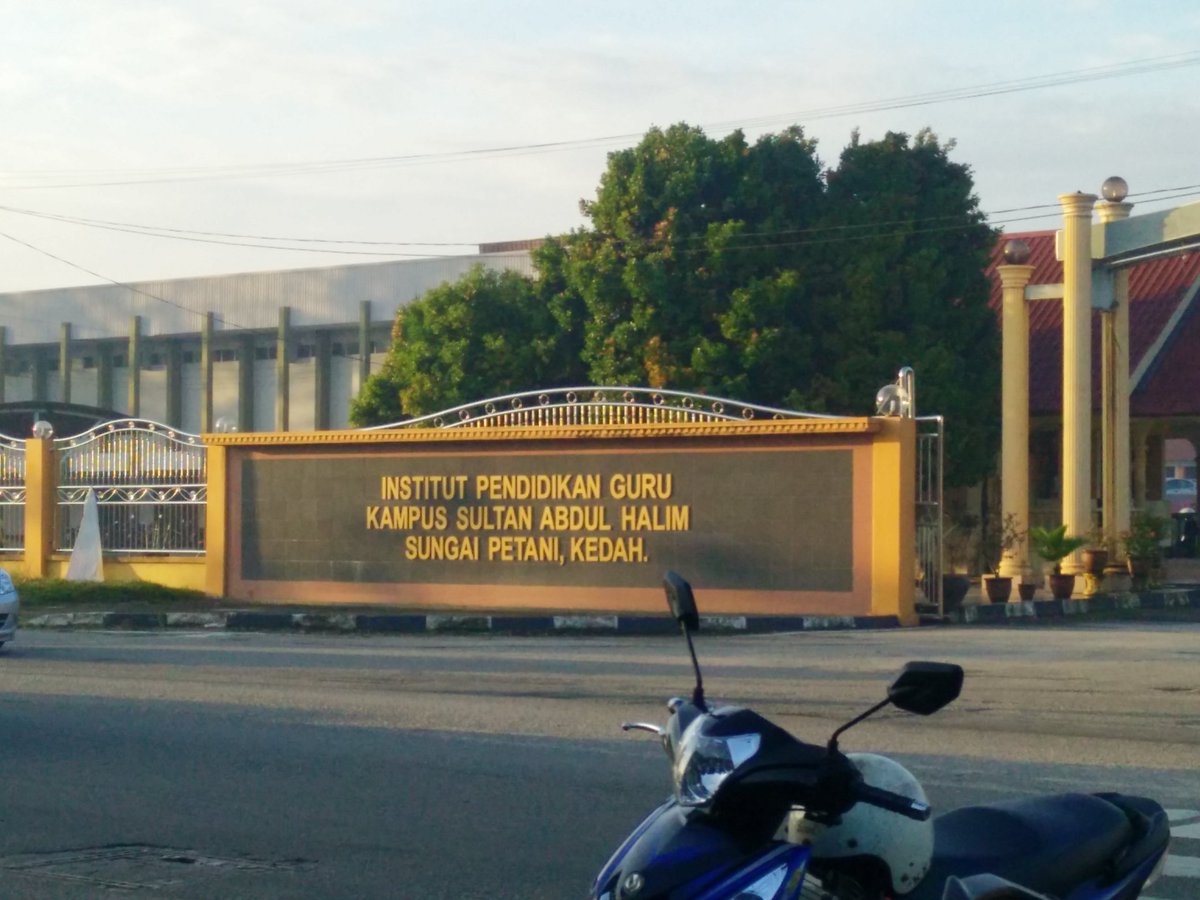 INSTITUT PENDIDIKAN GURU
KAMPUS SULTAN ABDUL HALIM
SUNGAI PETANI, KEDAH.